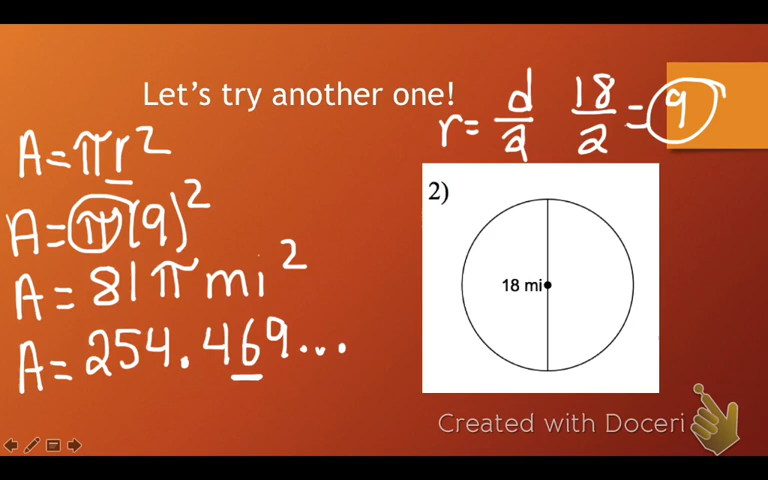 Let's try another one!
r = d/2 18/2 = 9
A = πr²
A = π(9)²
A = 81π mi²
A = 254.469...
2)
18 mi
Created with Doceri